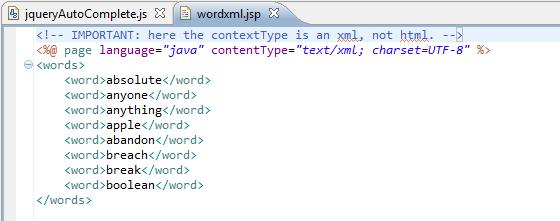 jqueryAutoComplete.js wordxml.jsp
<!-- IMPORTANT: here the contextType is an xml, not html. -->
<%@ page language="java" contentType="text/xml; charset=UTF-8" %>
<words>
    <word>absolute</word>
    <word>anyone</word>
    <word>anything</word>
    <word>apple</word>
    <word>abandon</word>
    <word>breach</word>
    <word>break</word>
    <word>boolean</word>
</words>